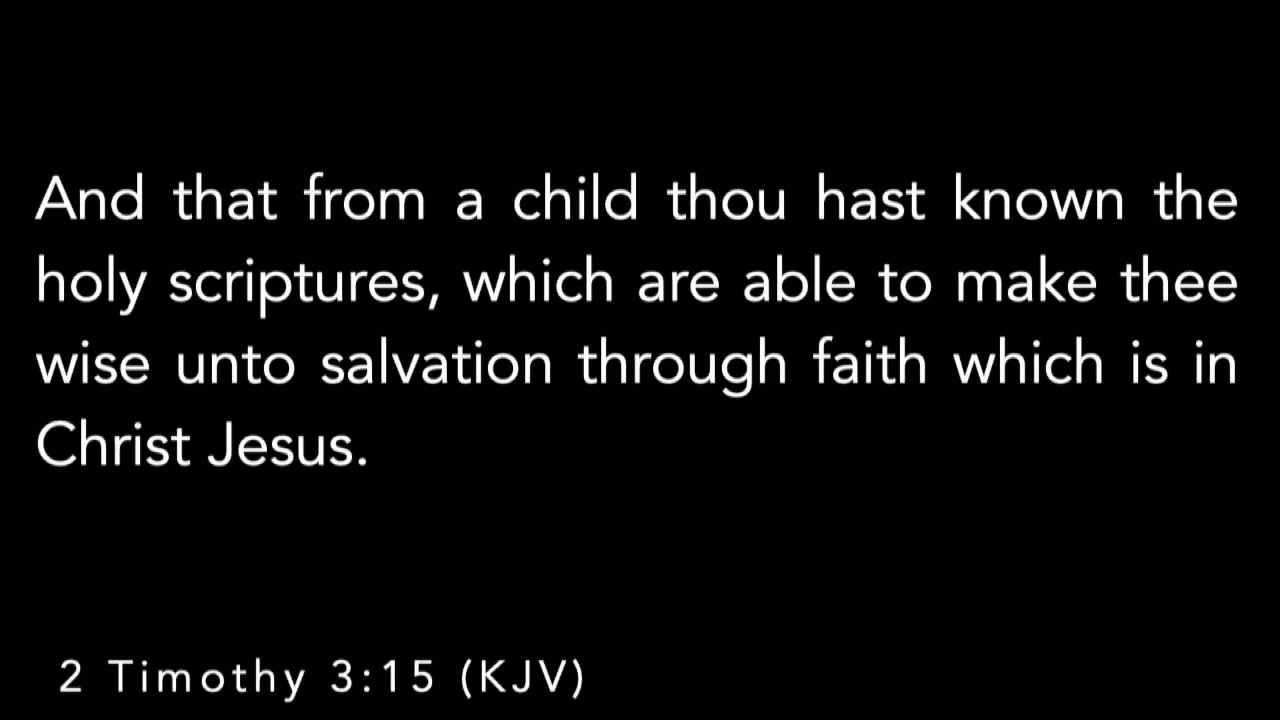 And that from a child thou hast known the
holy scriptures, which are able to make thee
wise unto salvation through faith which is in
Christ Jesus.
2 Timothy 3:15 (KJV)